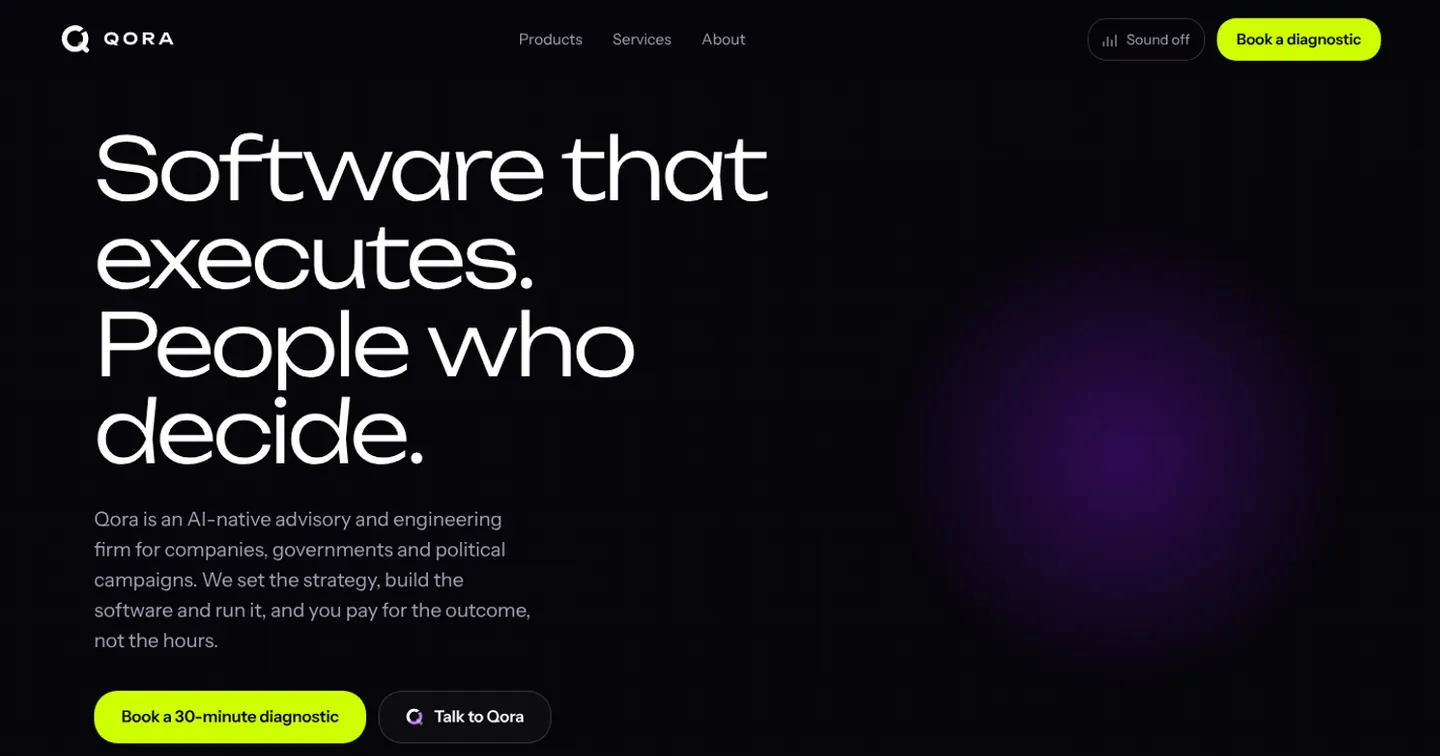 QORA
Products
Services
About
Sound off
Book a diagnostic
Software that
executes.
People who
decide.
Qora is an AI-native advisory and engineering
firm for companies, governments and political
campaigns. We set the strategy, build the
software and run it, and you pay for the outcome,
not the hours.
Book a 30-minute diagnostic
Talk to Qora